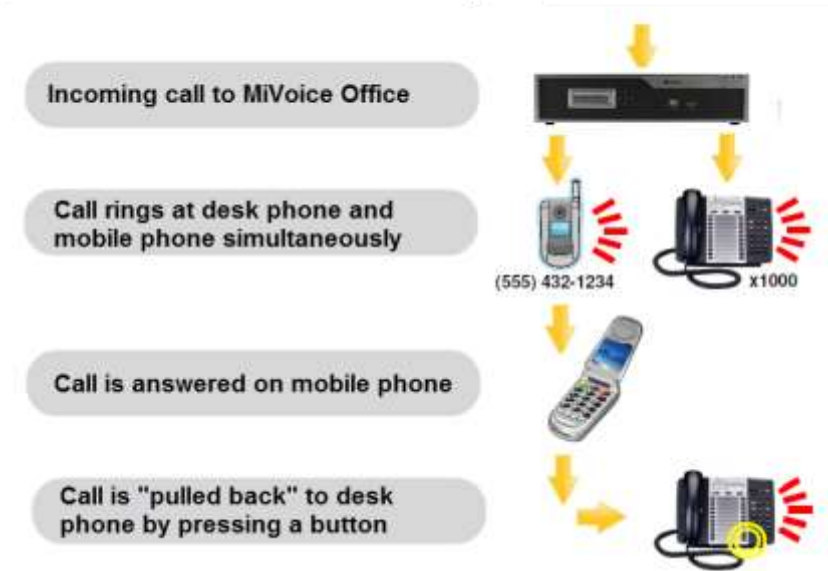 Incoming call to MiVoice Office
Call rings at desk phone and
mobile phone simultaneously
(555) 432-1234
x1000
Call is answered on mobile phone
Call is "pulled back" to desk
phone by pressing a button